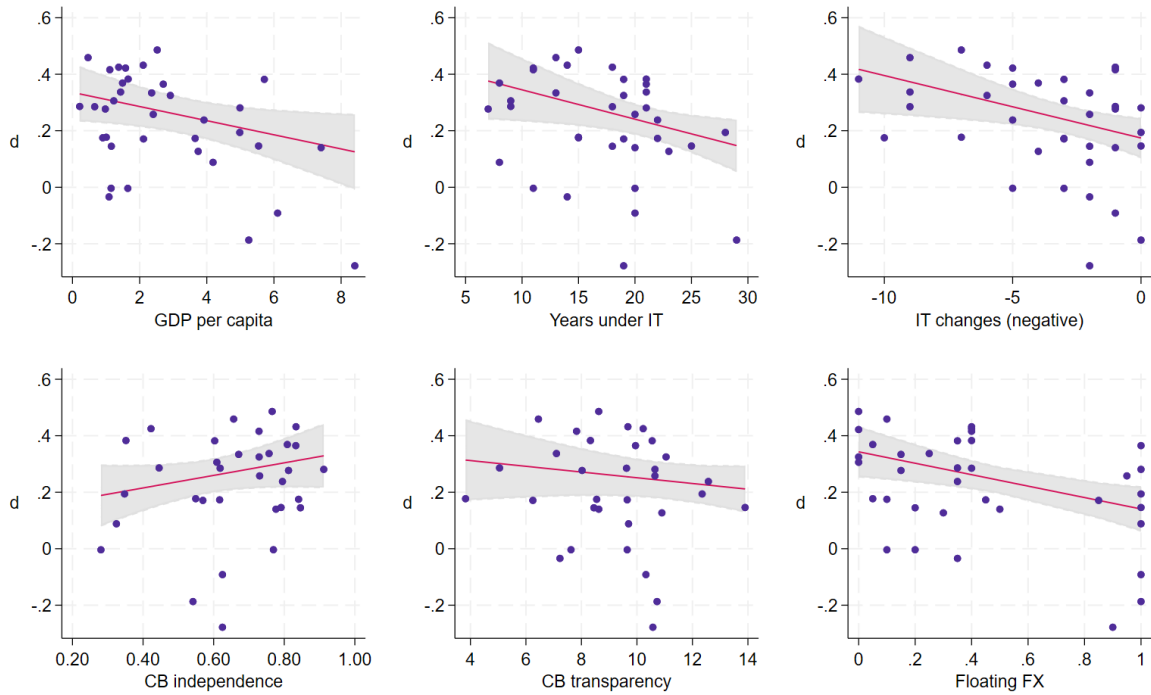 .6
.4
.2
0
-.2
d
0 2 4 6 8
GDP per capita
.6
.4
.2
0
-.2
d
5 10 15 20 25 30
Years under IT
.6
.4
.2
0
-.2
d
-10 -5 0
IT changes (negative)
.6
.4
.2
0
-.2
d
0.20 0.40 0.60 0.80 1.00
CB independence
.6
.4
.2
0
-.2
d
4 6 8 10 12 14
CB transparency
.6
.4
.2
0
-.2
d
0 .2 .4 .6 .8 1
Floating FX